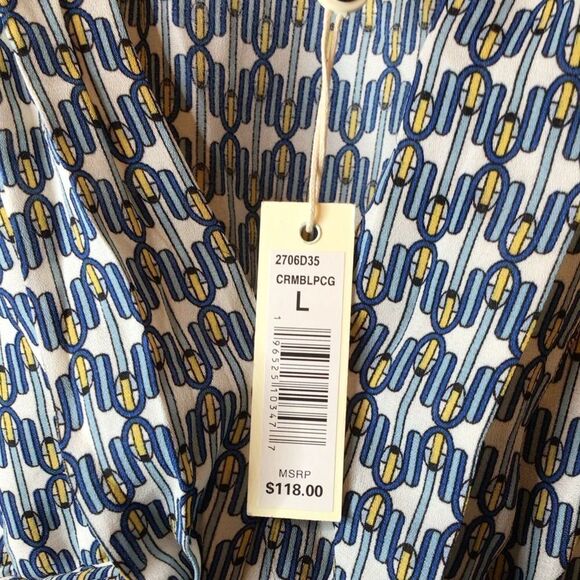 2706D35
CRMBLPCG
L
1 96525 10347 7
MSRP
$118.00